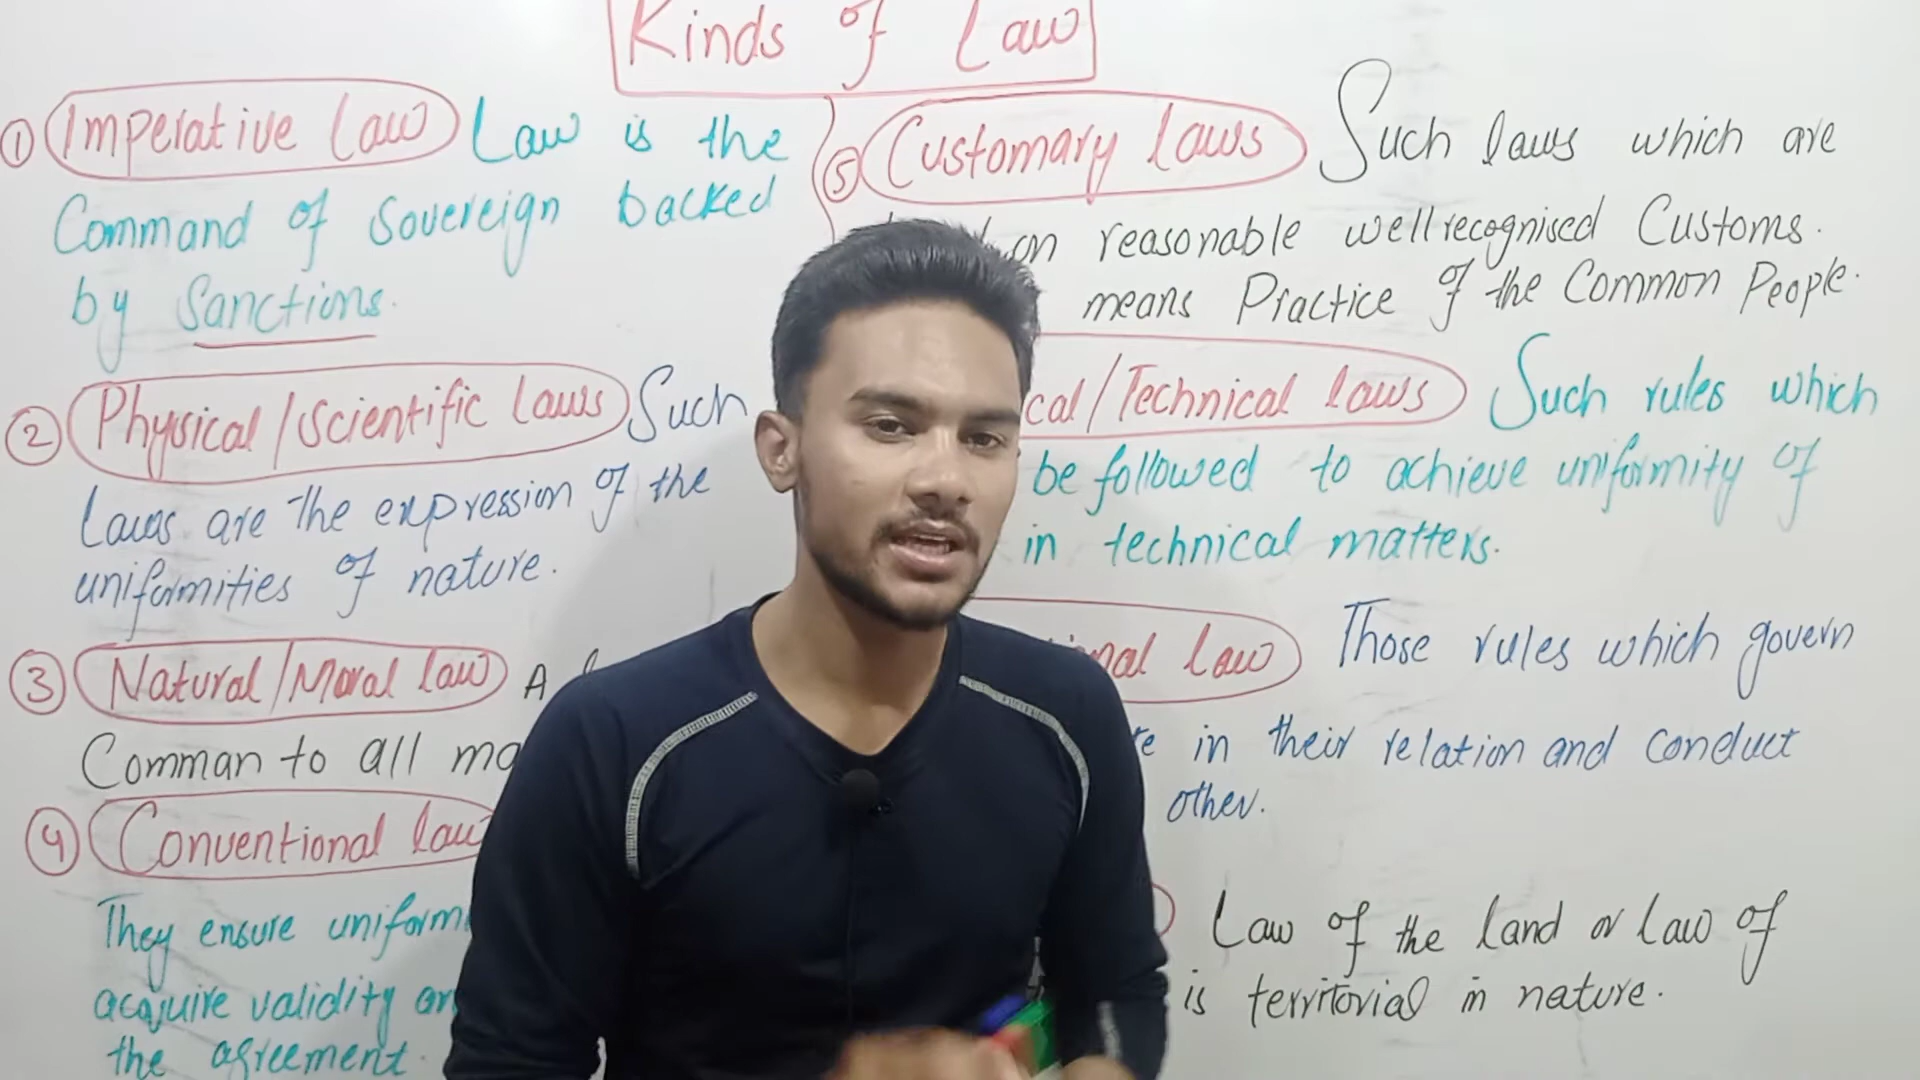 Kinds of Law
① Imperative Law Law is the
Command of Sovereign backed
by Sanctions.
② Physical/Scientific Laws Such
Laws are the expression of the
uniformities of nature.
③ Natural/Moral law A
Comman to all
④ Conventional law
They ensure
acquire validity
the agreement.
⑤ Customary laws Such laws which are
on reasonable wellrecognised Customs.
means Practice of the Common People.
/Technical laws Such rules which
be followed to achieve uniformity of
in technical matters.
law Those rules which govern
in their relation and conduct
other.
Law of the land or Law of
is territorial in nature.